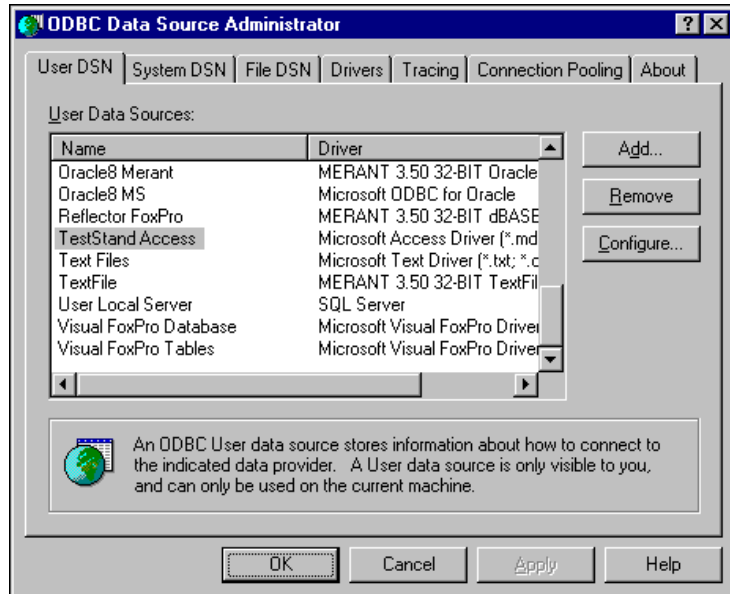 ODBC Data Source Administrator
User DSN System DSN File DSN Drivers Tracing Connection Pooling About
User Data Sources:
Name Driver
Oracle8 Merant MERANT 3.50 32-BIT Oracle
Oracle8 MS Microsoft ODBC for Oracle
Reflector FoxPro MERANT 3.50 32-BIT dBASE
TestStand Access Microsoft Access Driver (*.md
Text Files Microsoft Text Driver (*.txt; *.c
TextFile MERANT 3.50 32-BIT TextFil
User Local Server SQL Server
Visual FoxPro Database Microsoft Visual FoxPro Driver
Visual FoxPro Tables Microsoft Visual FoxPro Driver
Add...
Remove
Configure...
An ODBC User data source stores information about how to connect to
the indicated data provider. A User data source is only visible to you,
and can only be used on the current machine.
OK Cancel Apply Help